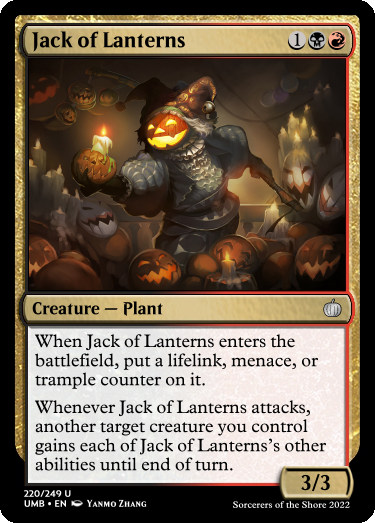 Jack of Lanterns 1
Creature — Plant
When Jack of Lanterns enters the
battlefield, put a lifelink, menace, or
trample counter on it.
Whenever Jack of Lanterns attacks,
another target creature you control
gains each of Jack of Lanterns's other
abilities until end of turn.
3/3
220/249 U
UMB • EN Yanmo Zhang
Sorcerers of the Shore 2022